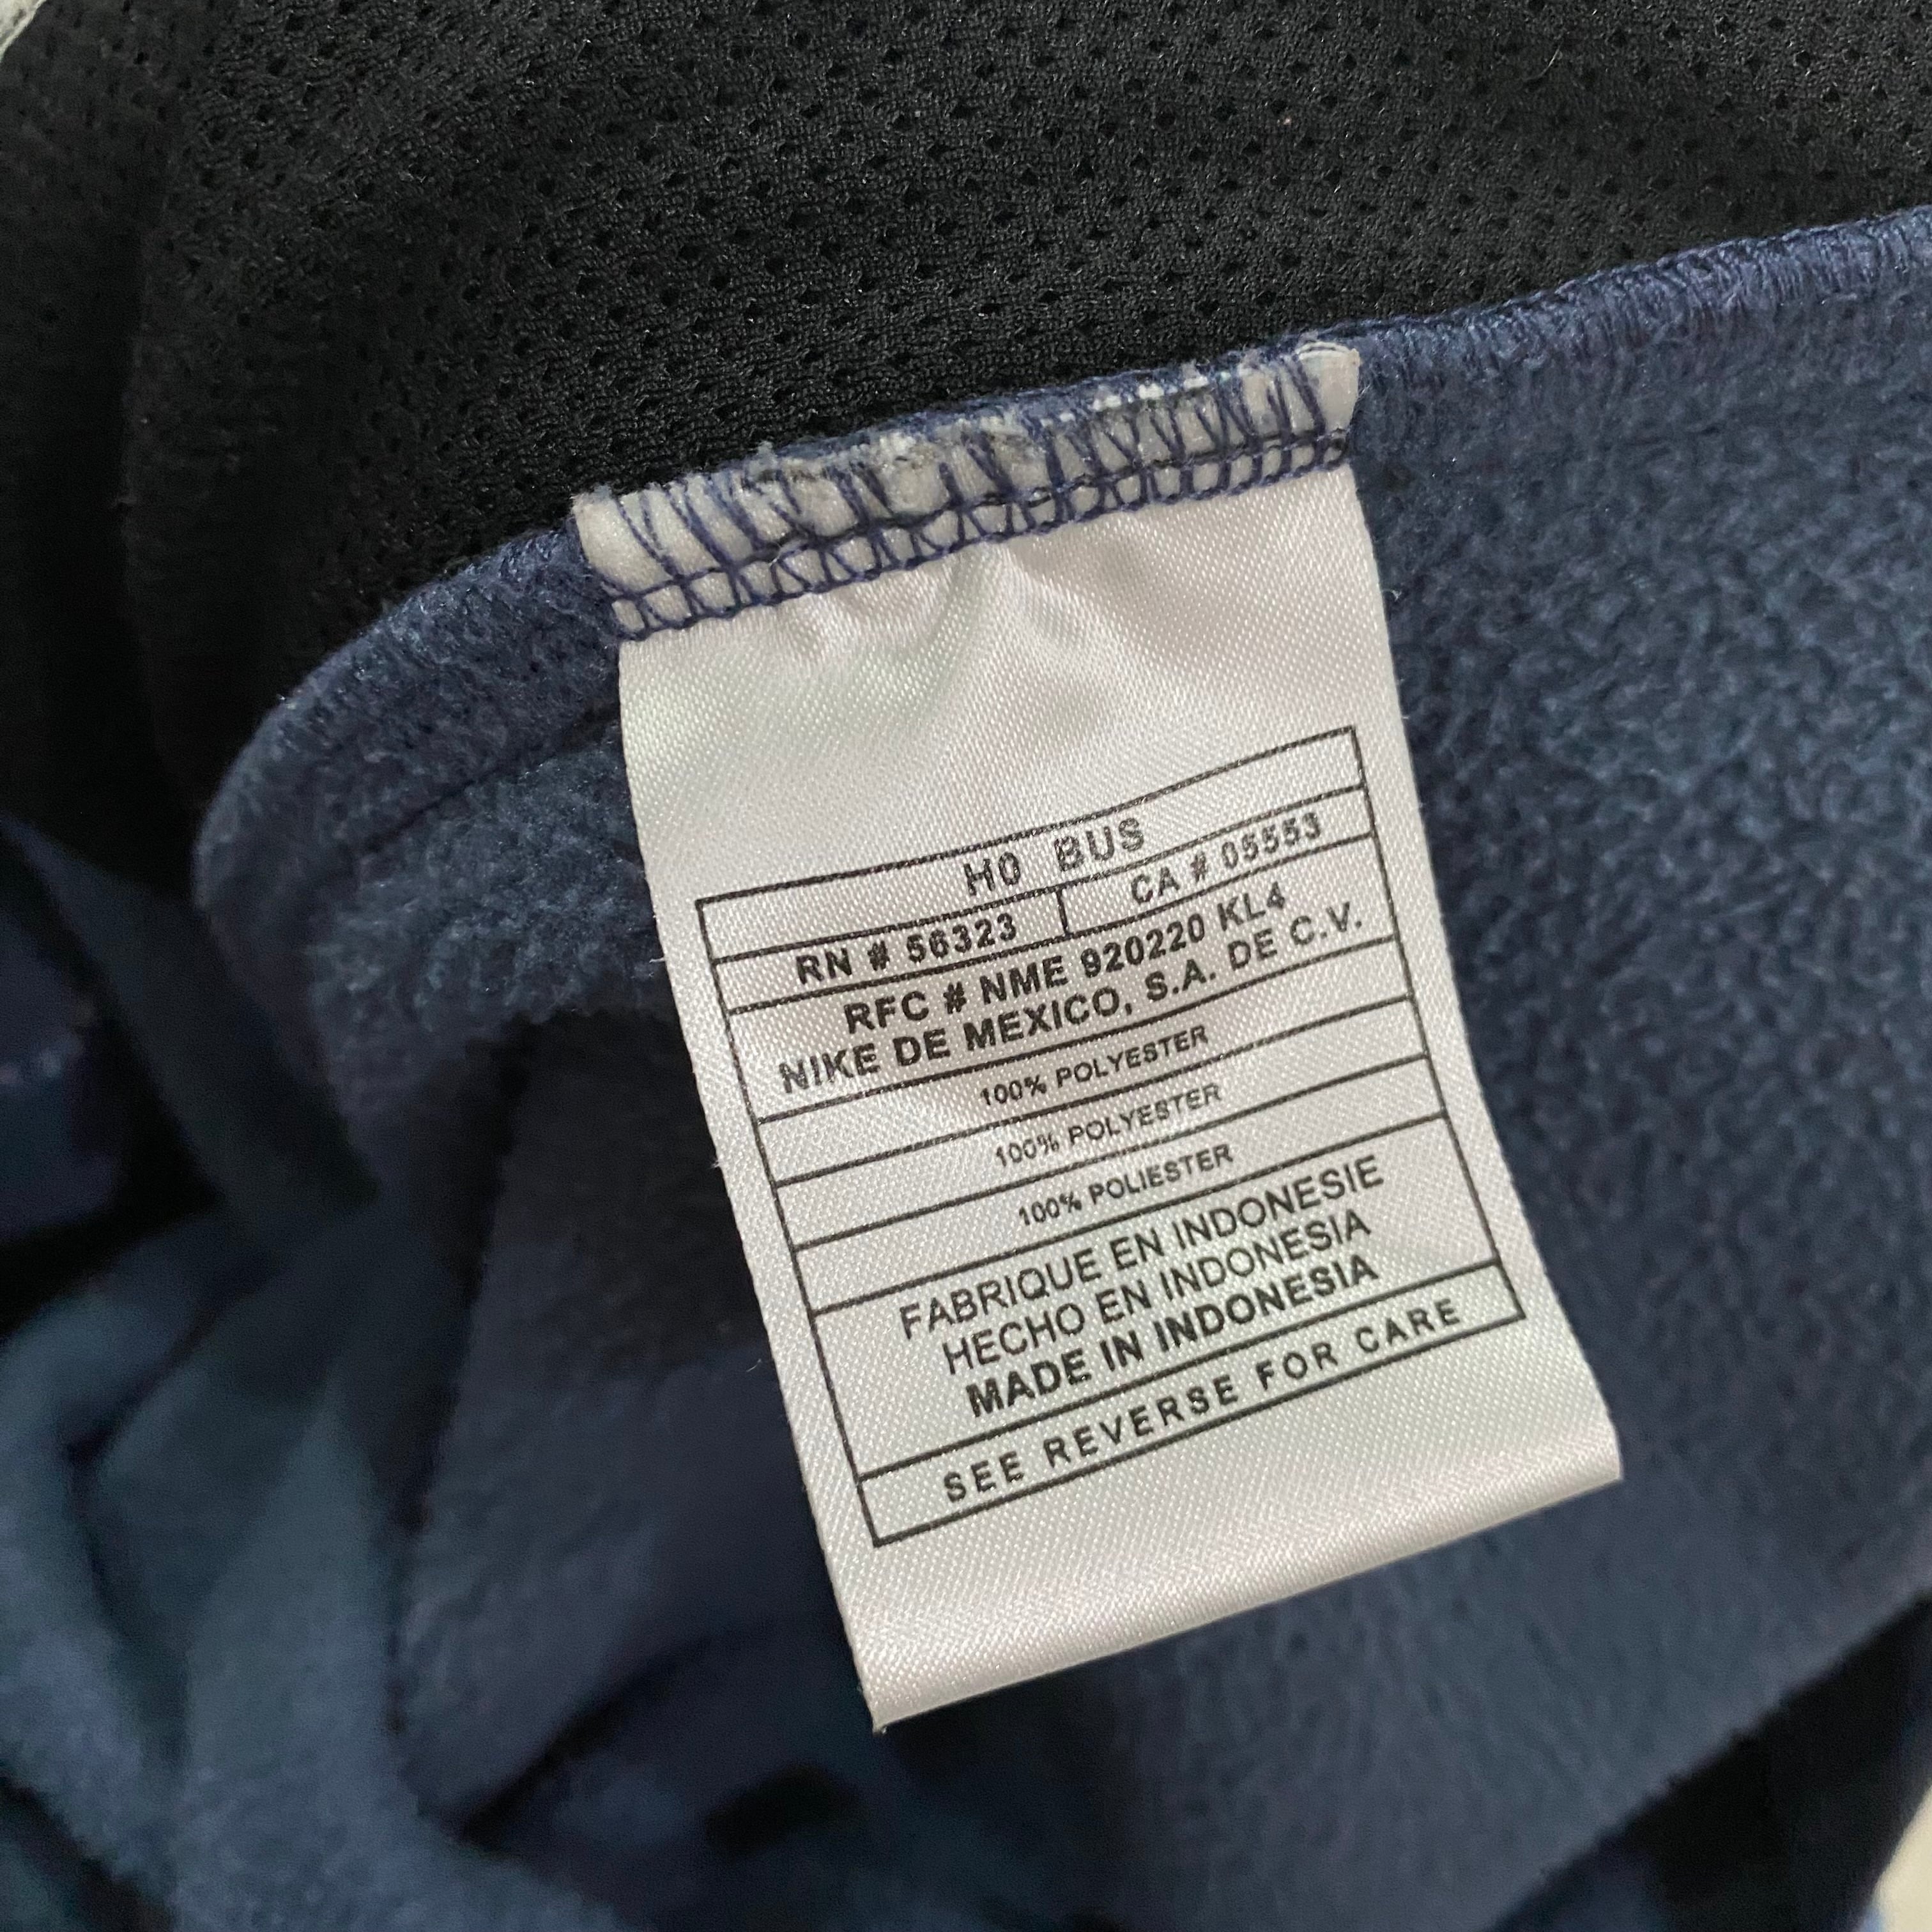 H0 BUS
RN # 56323 CA # 05553
RFC # NME 920220 KL4
NIKE DE MEXICO, S.A. DE C.V.
100% POLYESTER
100% POLYESTER
100% POLIESTER
FABRIQUE EN INDONESIE
HECHO EN INDONESIA
MADE IN INDONESIA
SEE REVERSE FOR CARE